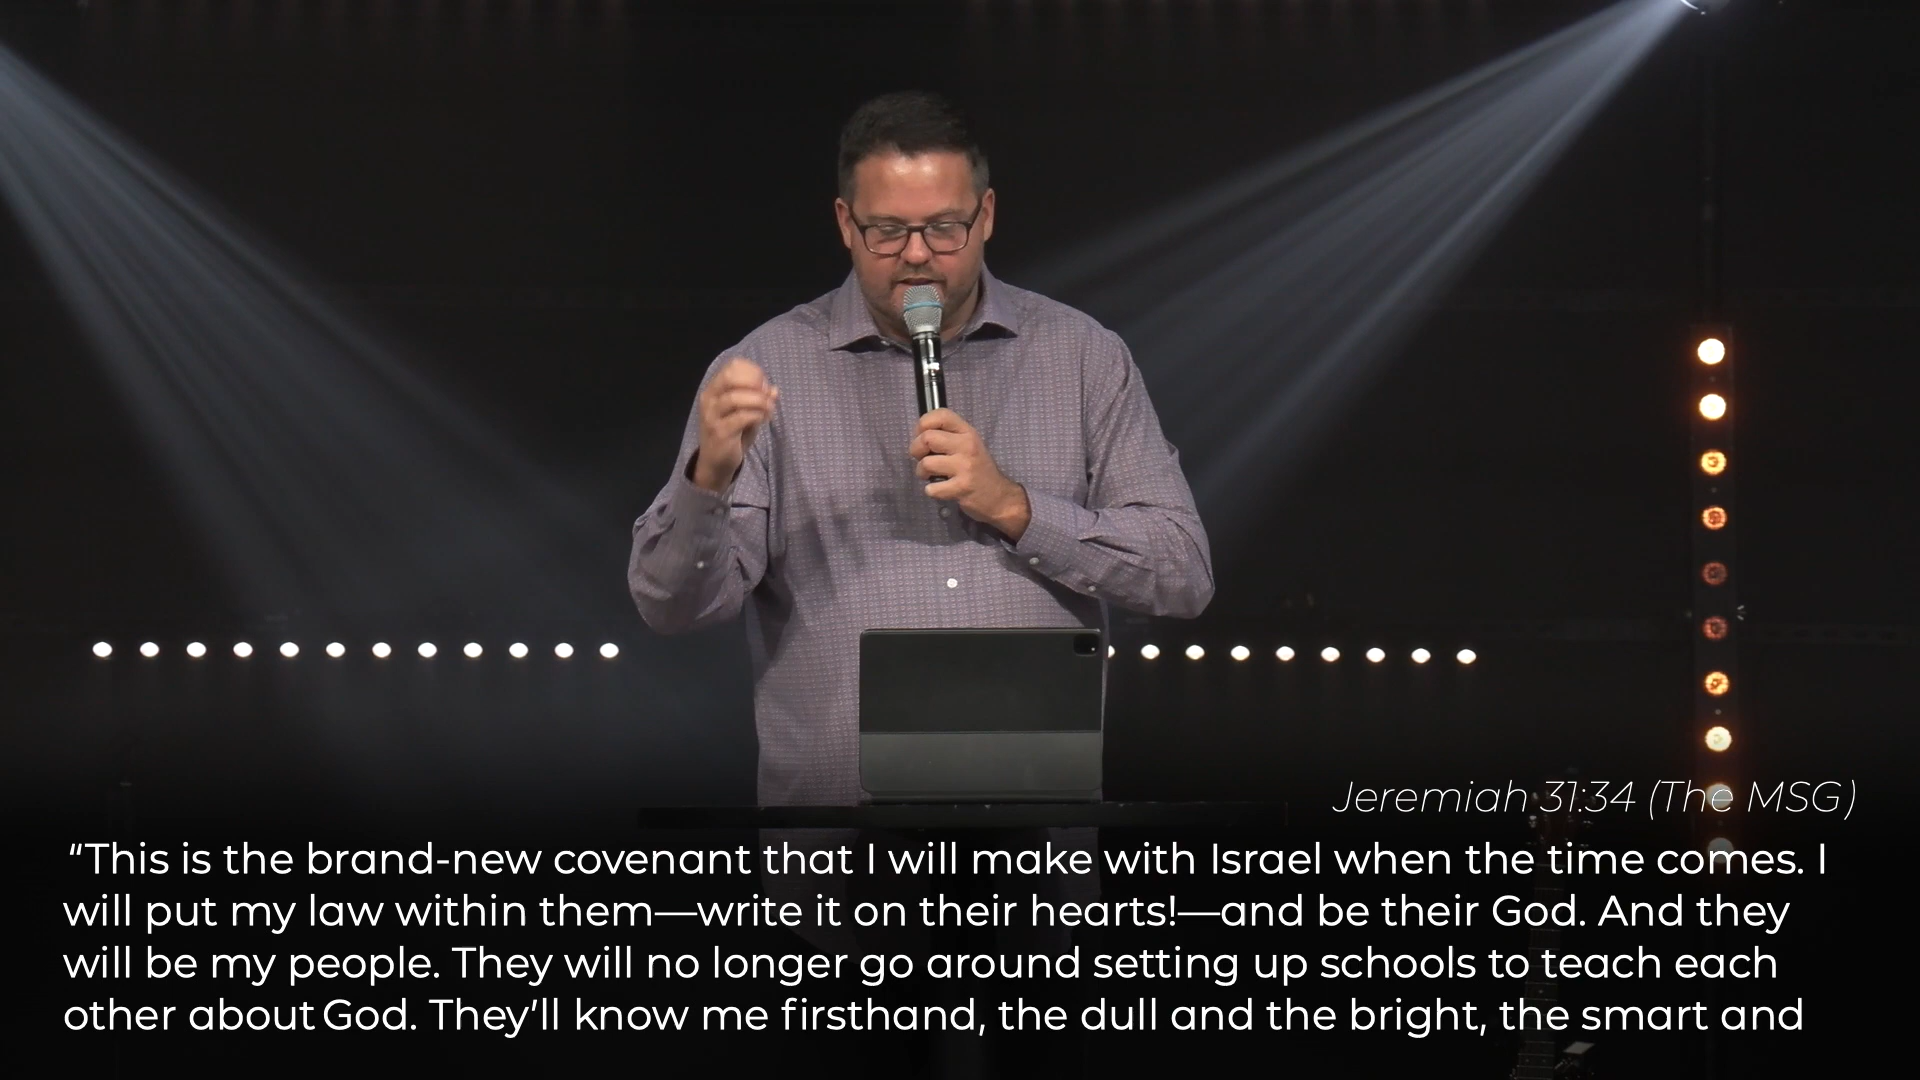 Jeremiah 31:34 (The MSG)
“This is the brand-new covenant that I will make with Israel when the time comes. I
will put my law within them—write it on their hearts!—and be their God. And they
will be my people. They will no longer go around setting up schools to teach each
other about God. They’ll know me firsthand, the dull and the bright, the smart and